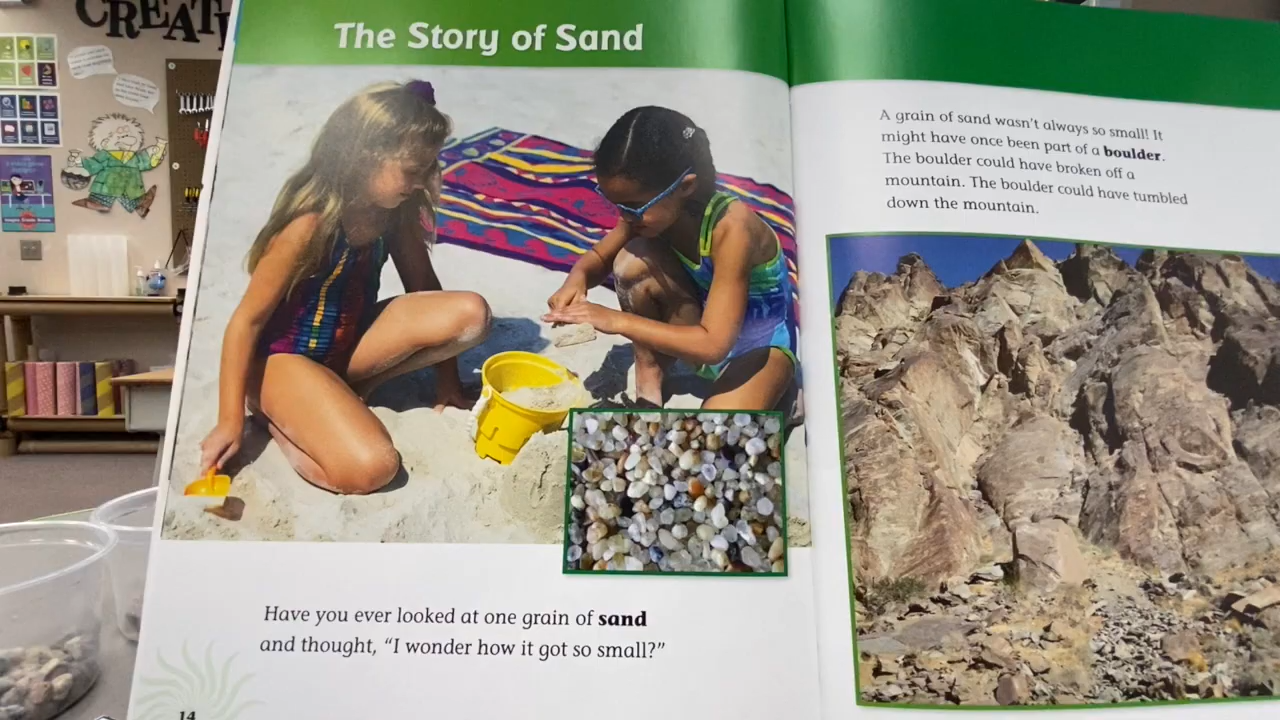 CREATI
The Story of Sand
A grain of sand wasn't always so small! It
might have once been part of a boulder.
The boulder could have broken off a
mountain. The boulder could have tumbled
down the mountain.
Have you ever looked at one grain of sand
and thought, “I wonder how it got so small?”
14